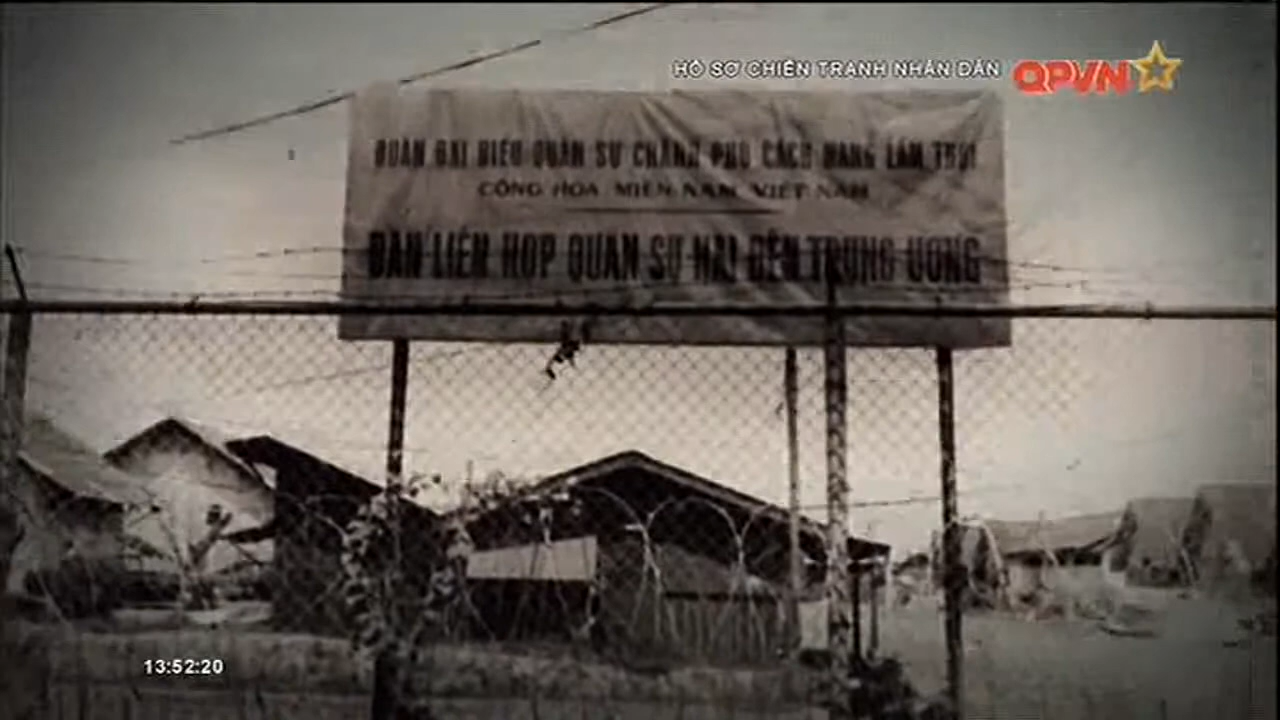 HỒ SƠ CHIẾN TRANH NHÂN DÂN
QPVN
ĐOÀN ĐẠI BIỂU QUÂN SỰ CHÁNH PHỦ CÁCH MẠNG LÂM THỜI
CỘNG HÒA MIỀN NAM VIỆT NAM
BAN LIÊN HỢP QUÂN SỰ HAI BÊN TRUNG ƯƠNG
13:52:20